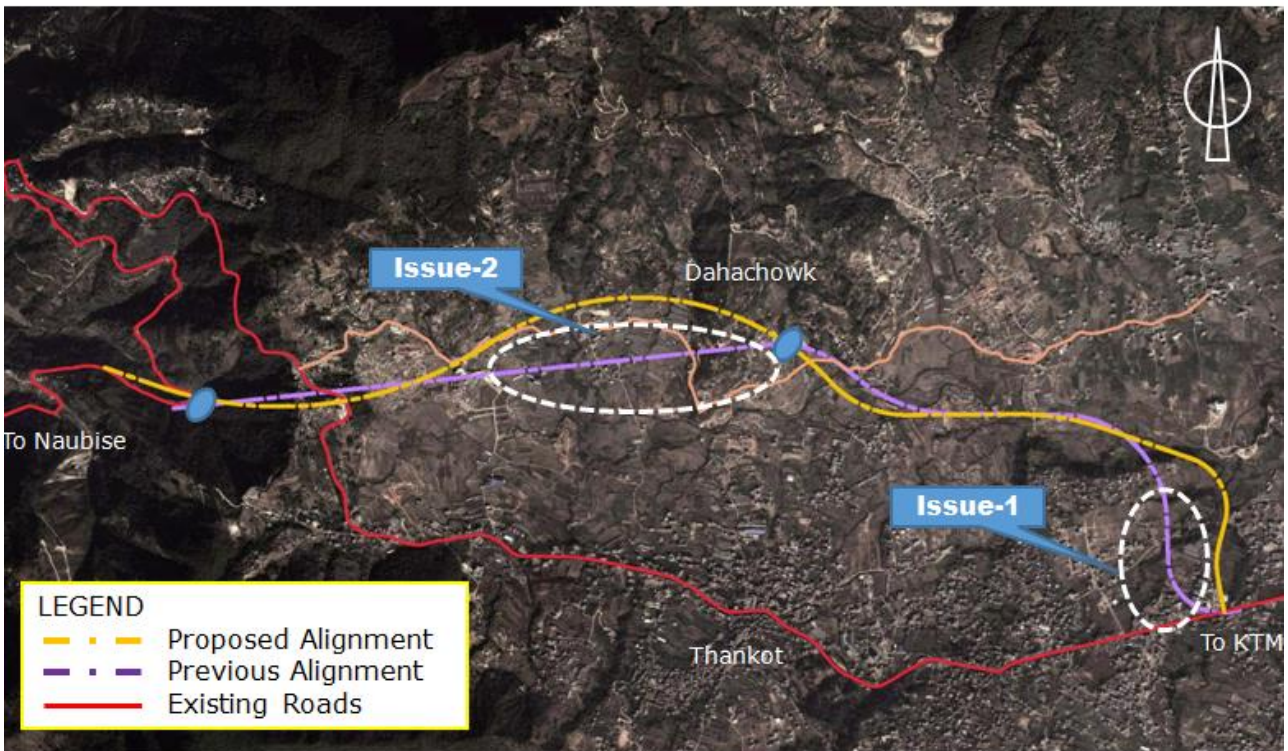 Issue-2
Dahachowk
To Naubise
Issue-1
LEGEND
Proposed Alignment
Previous Alignment
Existing Roads
Thankot
To KTM